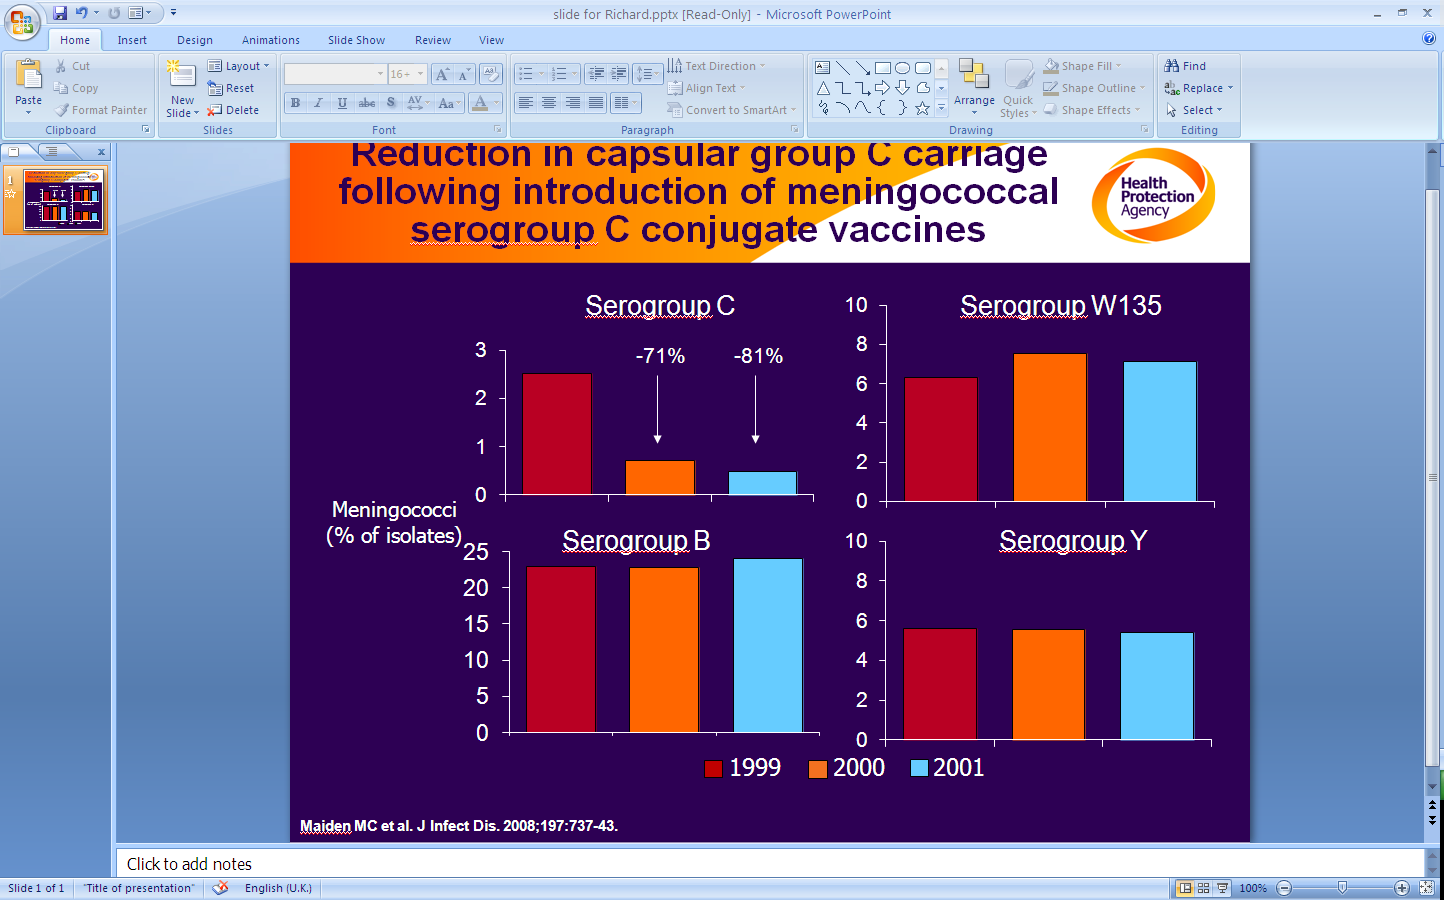 slide for Richard.pptx [Read-Only] - Microsoft PowerPoint
Home Insert Design Animations Slide Show Review View
Paste
Cut
Copy
Format Painter
Clipboard
New Slide
Layout
Reset
Delete
Slides
16+
B I U abc S AV Aa A
Font
Text Direction
Align Text
Convert to SmartArt
Paragraph
Arrange
Quick Styles
Shape Fill
Shape Outline
Shape Effects
Drawing
Find
Replace
Select
Editing
1
Reduction in capsular group C carriage
following introduction of meningococcal
serogroup C conjugate vaccines
Health
Protection
Agency
Serogroup C
3
2
1
0
-71% -81%
Serogroup W135
10
8
6
4
2
0
Meningococci
(% of isolates)
Serogroup B
25
20
15
10
5
0
Serogroup Y
10
8
6
4
2
0
1999 2000 2001
Maiden MC et al. J Infect Dis. 2008;197:737-43.
Click to add notes
Slide 1 of 1 "Title of presentation" English (U.K.) 100%